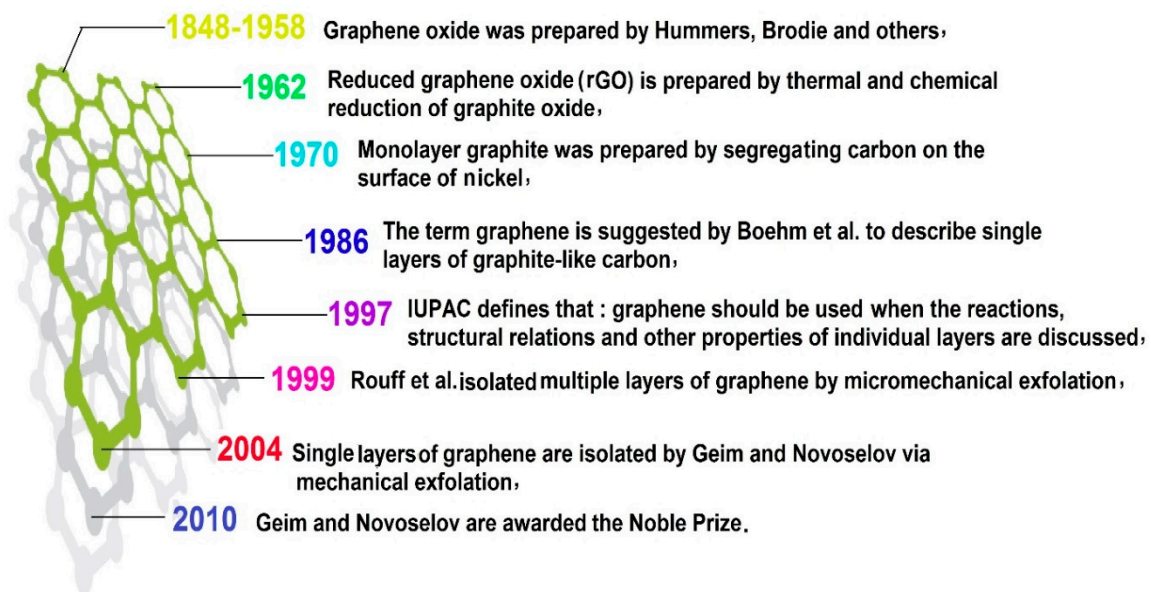 1848-1958 Graphene oxide was prepared by Hummers, Brodie and others,
1962 Reduced graphene oxide (rGO) is prepared by thermal and chemical
reduction of graphite oxide,
1970 Monolayer graphite was prepared by segregating carbon on the
surface of nickel,
1986 The term graphene is suggested by Boehm et al. to describe single
layers of graphite-like carbon,
1997 IUPAC defines that : graphene should be used when the reactions,
structural relations and other properties of individual layers are discussed,
1999 Rouff et al. isolated multiple layers of graphene by micromechanical exfolation,
2004 Single layers of graphene are isolated by Geim and Novoselov via
mechanical exfolation,
2010 Geim and Novoselov are awarded the Noble Prize.